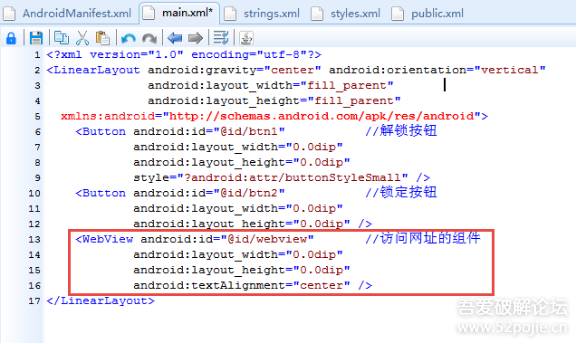 AndroidManifest.xml main.xml* strings.xml styles.xml public.xml
1 <?xml version="1.0" encoding="utf-8"?>
2 <LinearLayout android:gravity="center" android:orientation="vertical"
3 android:layout_width="fill_parent"
4 android:layout_height="fill_parent"
5 xmlns:android="http://schemas.android.com/apk/res/android">
6 <Button android:id="@id/btn1" //解锁按钮
7 android:layout_width="0.0dip"
8 android:layout_height="0.0dip"
9 style="?android:attr/buttonStyleSmall" />
10 <Button android:id="@id/btn2" //锁定按钮
11 android:layout_width="0.0dip"
12 android:layout_height="0.0dip" />
13 <WebView android:id="@id/webview" //访问网址的组件
14 android:layout_width="0.0dip"
15 android:layout_height="0.0dip"
16 android:textAlignment="center" />
17 </LinearLayout>
吾爱破解论坛
www.52pojie.cn